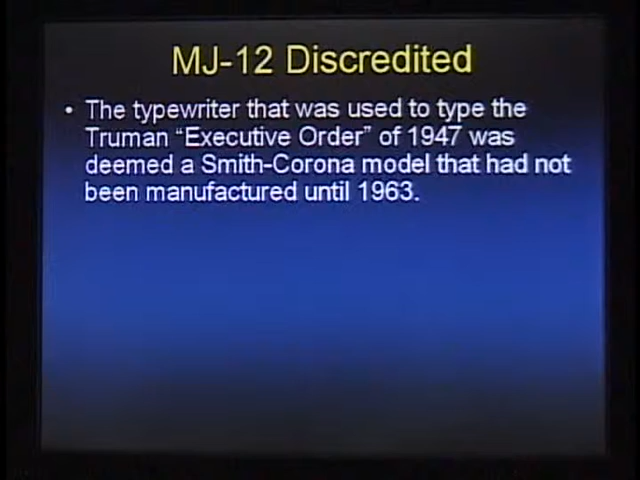 MJ-12 Discredited
• The typewriter that was used to type the
Truman “Executive Order” of 1947 was
deemed a Smith-Corona model that had not
been manufactured until 1963.